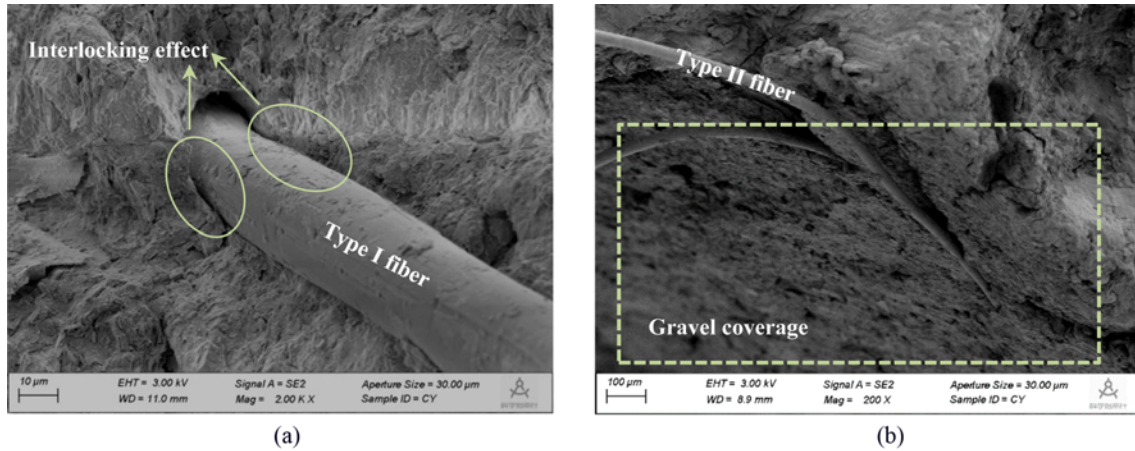 Interlocking effect
Type I fiber
10 µm
EHT = 3.00 kV
WD = 11.0 mm
Signal A = SE2
Mag = 2.00 K X
Aperture Size = 30.00 µm
Sample ID = CY
(a)
Type II fiber
Gravel coverage
100 µm
EHT = 3.00 kV
WD = 8.9 mm
Signal A = SE2
Mag = 200 X
Aperture Size = 30.00 µm
Sample ID = CY
(b)